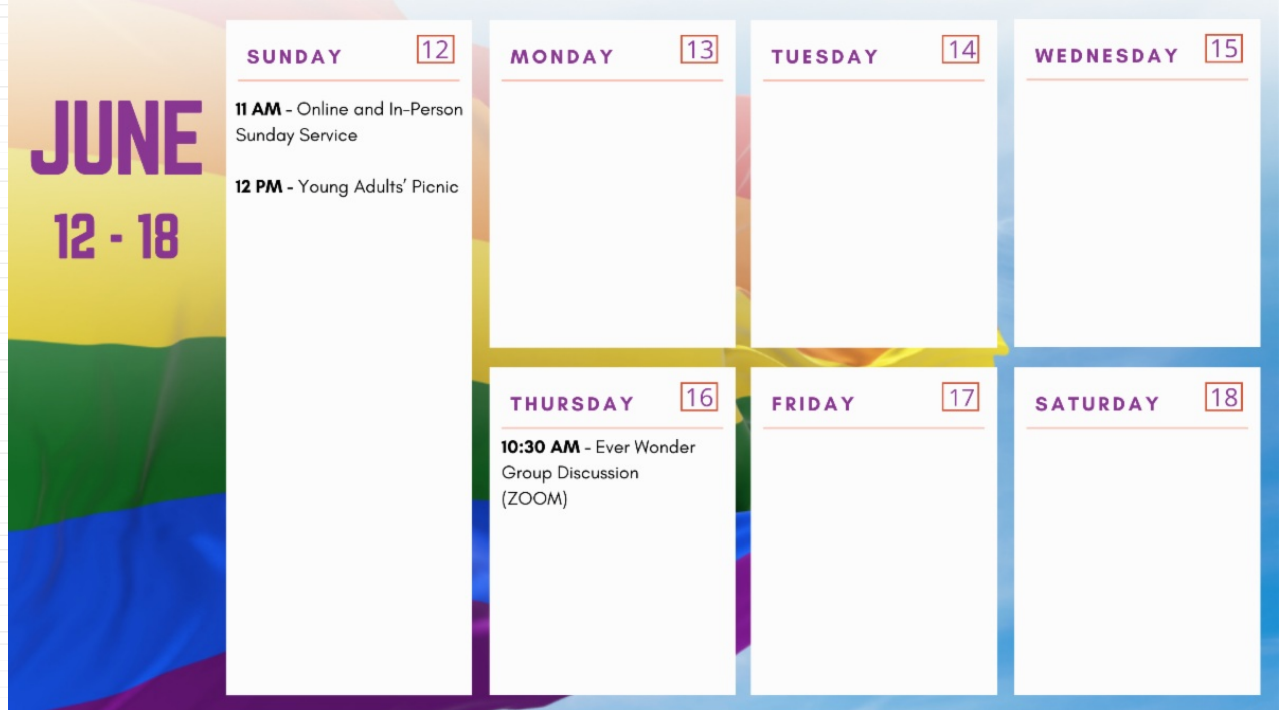 JUNE
12 - 18
SUNDAY 12
11 AM - Online and In-Person
Sunday Service
12 PM - Young Adults' Picnic
MONDAY 13
TUESDAY 14
WEDNESDAY 15
THURSDAY 16
10:30 AM - Ever Wonder
Group Discussion
(ZOOM)
FRIDAY 17
SATURDAY 18